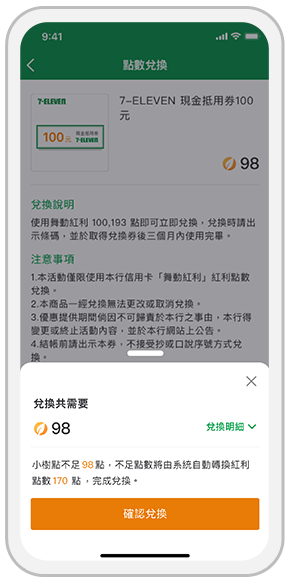 9:41
點數兌換
7-ELEVEN
100元 現金抵用券 7-ELEVEN
7-ELEVEN 現金抵用券100
元
98
兌換說明
使用舞動紅利 100,193 點即可立即兌換，兌換時請出
示條碼，並於取得兌換券後三個月內使用完畢。
注意事項
1.本活動僅限使用本行信用卡「舞動紅利」紅利點數
兌換。
2.本商品一經兌換無法更改或取消兌換。
3.優惠提供期間倘因不可歸責於本行之事由，本行得
變更或終止活動內容，並於本行網站上公告。
4.結帳前請出示本券，不接受抄或口說序號方式兌
換。
兌換共需要
98
兌換明細
小樹點不足 98 點，不足點數將由系統自動轉換紅利
點數 170 點，完成兌換。
確認兌換